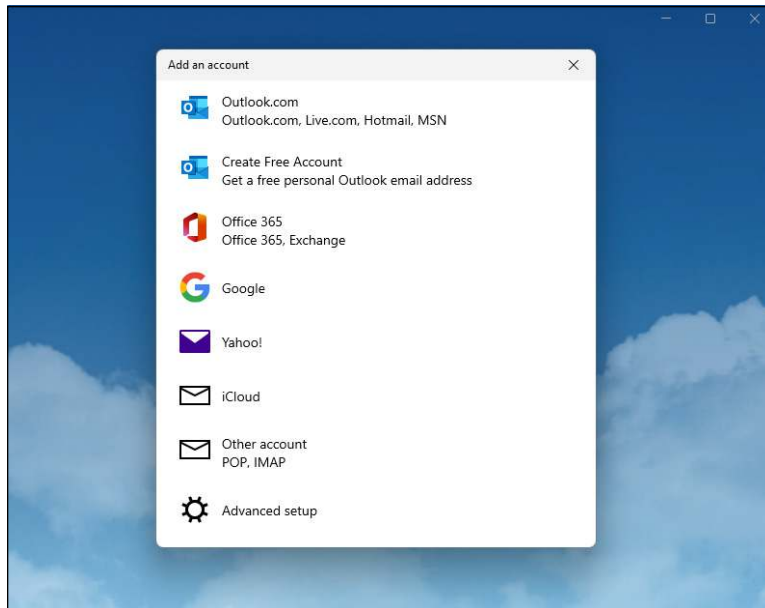 Add an account
Outlook.com
Outlook.com, Live.com, Hotmail, MSN
Create Free Account
Get a free personal Outlook email address
Office 365
Office 365, Exchange
Google
Yahoo!
iCloud
Other account
POP, IMAP
Advanced setup